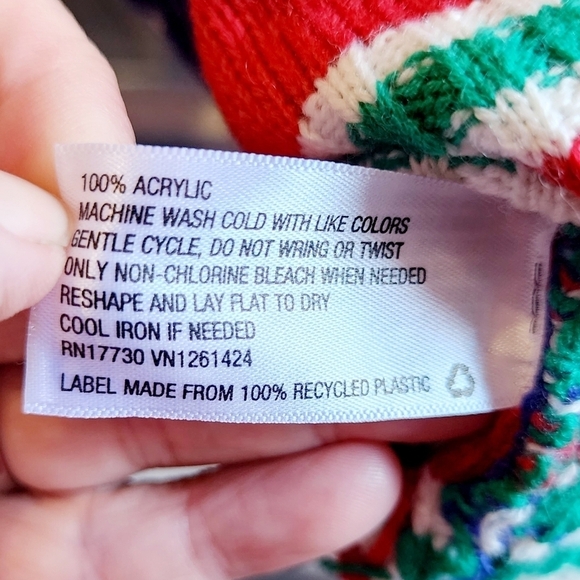 100% ACRYLIC
MACHINE WASH COLD WITH LIKE COLORS
GENTLE CYCLE, DO NOT WRING OR TWIST
ONLY NON-CHLORINE BLEACH WHEN NEEDED
RESHAPE AND LAY FLAT TO DRY
COOL IRON IF NEEDED
RN17730 VN1261424
LABEL MADE FROM 100% RECYCLED PLASTIC